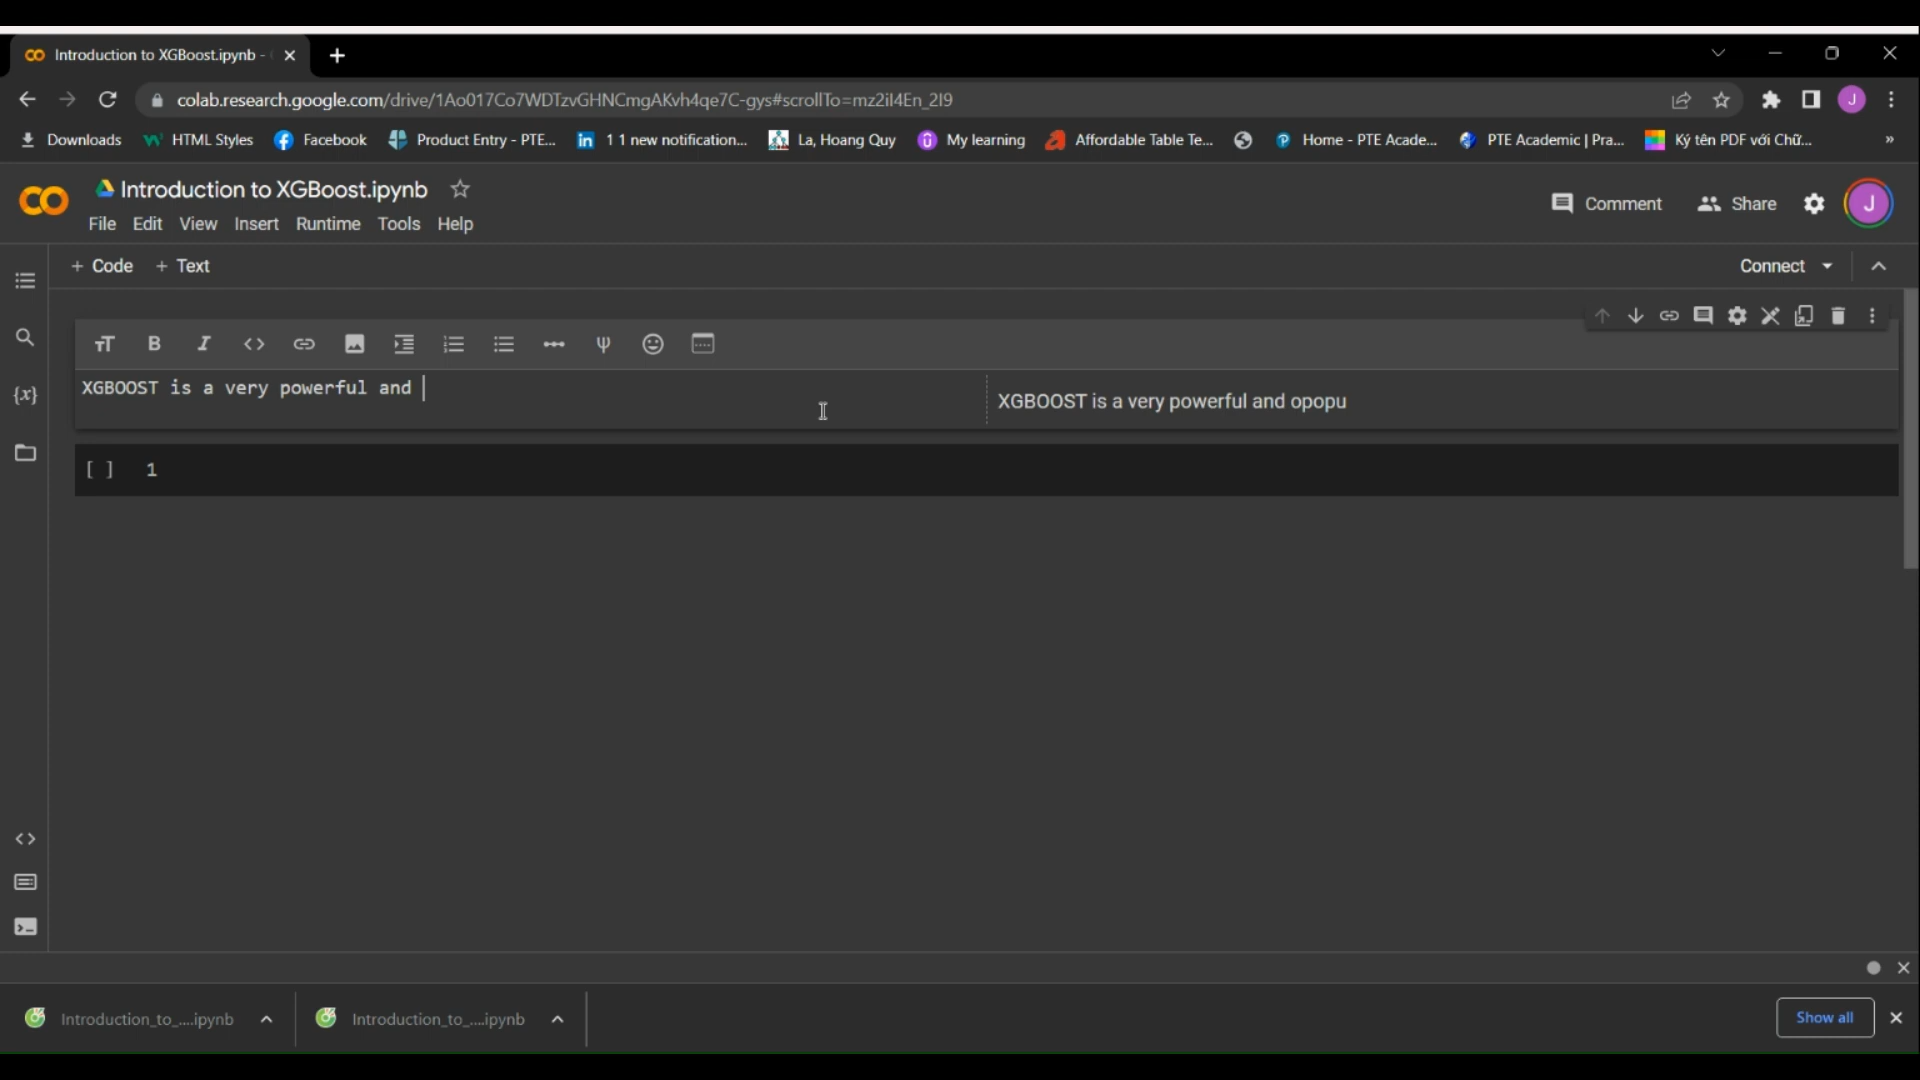 Introduction to XGBoost.ipynb -
colab.research.google.com/drive/1Ao017Co7WDTzvGHNCmgAKvh4qe7C-gys#scrollTo=mz2iI4En_2I9
J
Downloads
HTML Styles
Facebook
Product Entry - PTE...
1 1 new notification...
La, Hoang Quy
My learning
Affordable Table Te...
Home - PTE Acade...
PTE Academic | Pra...
Ký tên PDF với Chữ...
»
Introduction to XGBoost.ipynb
Comment
Share
J
File Edit View Insert Runtime Tools Help
+ Code + Text
Connect
XGBOOST is a very powerful and
XGBOOST is a very powerful and opopu
[ ] 1
Introduction_to_....ipynb
Introduction_to_....ipynb
Show all